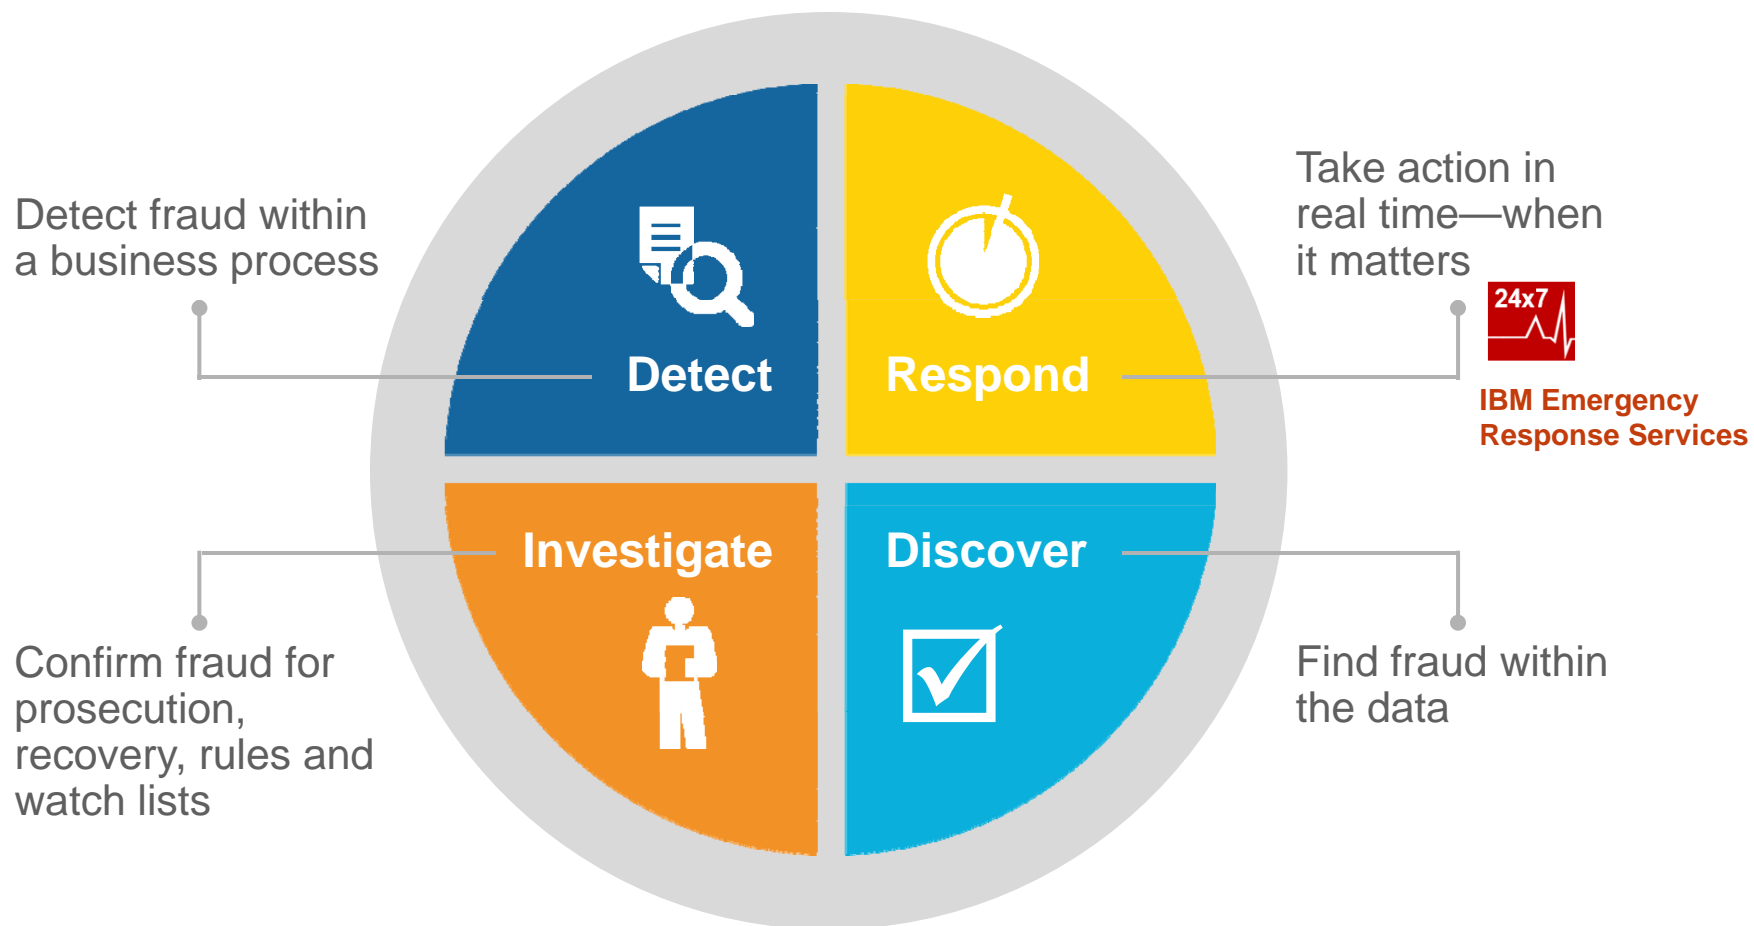 Detect fraud within
a business process
Detect
Respond
Take action in
real time—when
it matters
24x7
IBM Emergency
Response Services
Investigate
Confirm fraud for
prosecution,
recovery, rules and
watch lists
Discover
Find fraud within
the data